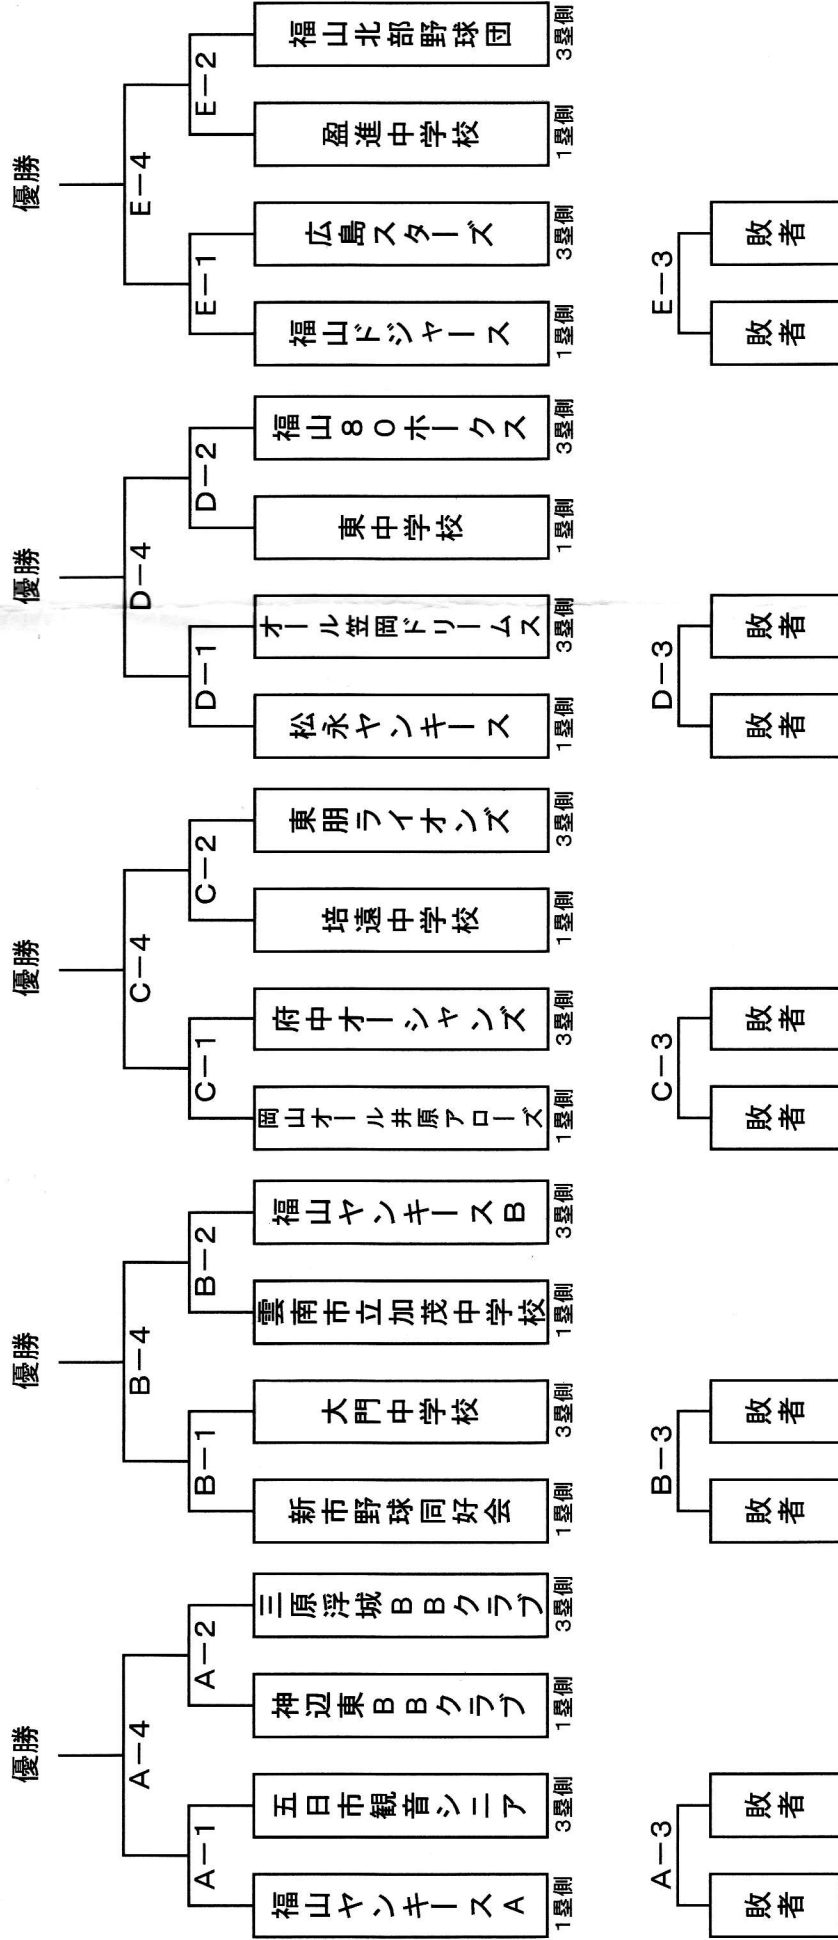 優勝
A-4
A-1
A-2
福山ヤンキースA
五日市観音シニア
神辺東BBクラブ
三原浮城BBクラブ
1塁側
3塁側
1塁側
3塁側
A-3
敗者
敗者
優勝
B-4
B-1
B-2
新市野球同好会
大門中学校
雲南市立加茂中学校
福山ヤンキースB
1塁側
3塁側
1塁側
3塁側
B-3
敗者
敗者
優勝
C-4
C-1
C-2
岡山オール井原アローズ
府中オーシャンズ
培遠中学校
東朋ライオンズ
1塁側
3塁側
1塁側
3塁側
C-3
敗者
敗者
優勝
D-4
D-1
D-2
松永ヤンキース
オール笠岡ドリームス
東中学校
福山80ホークス
1塁側
3塁側
1塁側
3塁側
D-3
敗者
敗者
優勝
E-4
E-1
E-2
福山ドジャース
広島スターズ
盈進中学校
福山北部野球団
1塁側
3塁側
1塁側
3塁側
E-3
敗者
敗者